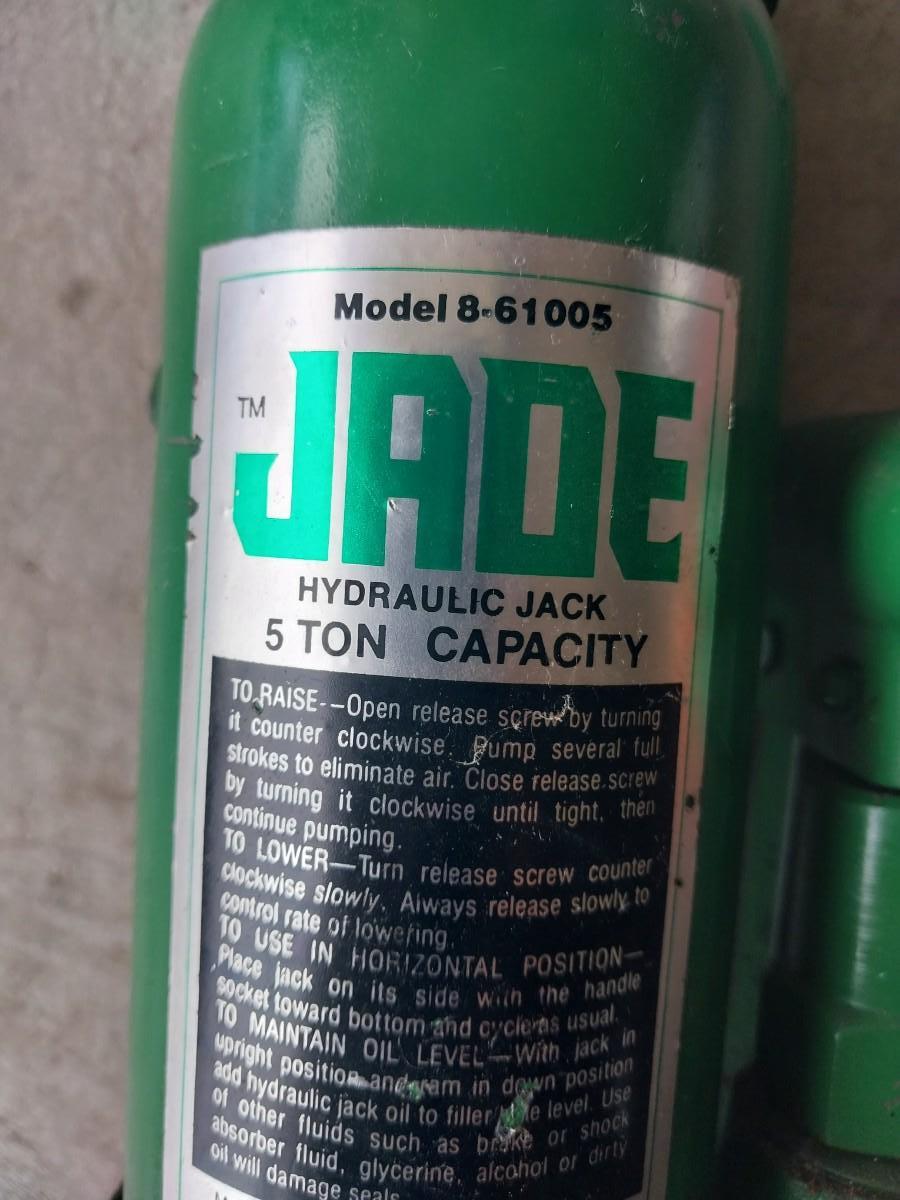 Model 8-61005
TM
JADE
HYDRAULIC JACK
5 TON CAPACITY
TO RAISE--Open release screw by turning
it counter clockwise. Pump several full
strokes to eliminate air. Close release screw
by turning it clockwise until tight, then
continue pumping.
TO LOWER—Turn release screw counter
clockwise slowly. Always release slowly to
control rate of lowering.
TO USE IN HORIZONTAL POSITION—
Place jack on its side with the handle
socket toward bottom and cycle as usual.
TO MAINTAIN OIL LEVEL—With jack in
upright position and ram in down position
add hydraulic jack oil to filler level. Use
of other fluids such as brake or shock
absorber fluid, glycerine, alcohol or dirty
oil will damage seals.